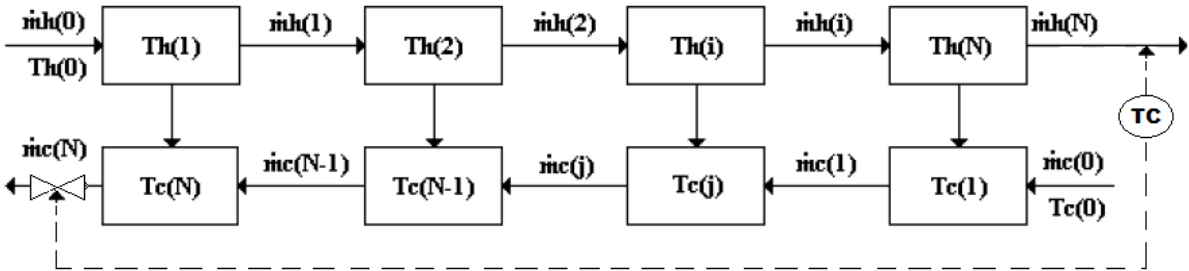 ṁh(0) ṁh(1) ṁh(2) ṁh(i) ṁh(N)
Th(1) Th(2) Th(i) Th(N)
Th(0)
TC
ṁc(N) ṁc(N-1) ṁc(j) ṁc(1) ṁc(0)
Tc(N) Tc(N-1) Tc(j) Tc(1)
Tc(0)